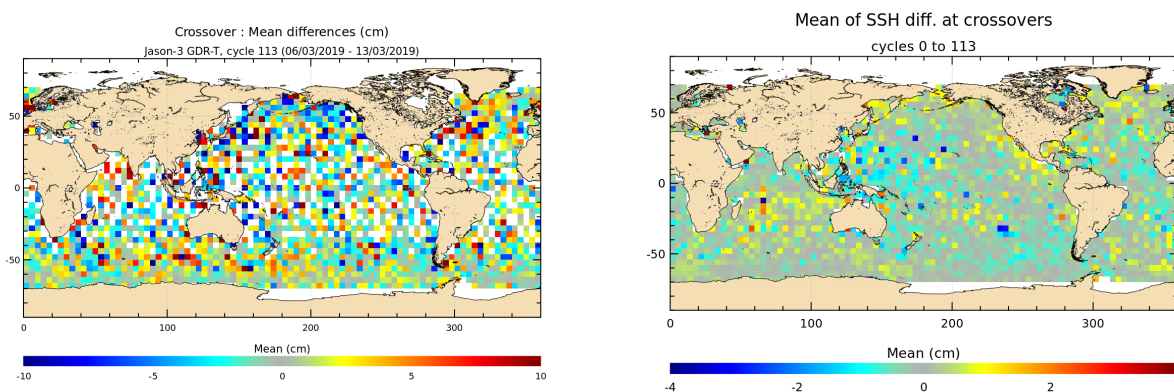 Crossover : Mean differences (cm)
Jason-3 GDR-T, cycle 113 (06/03/2019 - 13/03/2019)
50
0
-50
0 100 200 300
Mean (cm)
-10 -5 0 5 10
Mean of SSH diff. at crossovers
cycles 0 to 113
50
0
-50
0 100 200 300
Mean (cm)
-4 -2 0 2